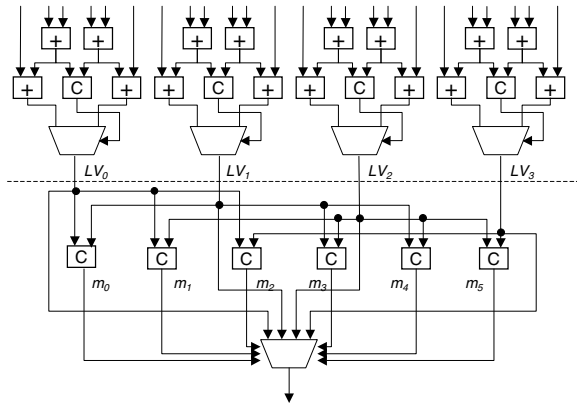 + + + + + + + +
+ C + + C + + C + + C +
LV0 LV1 LV2 LV3
C C C C C C
m0 m1 m2 m3 m4 m5